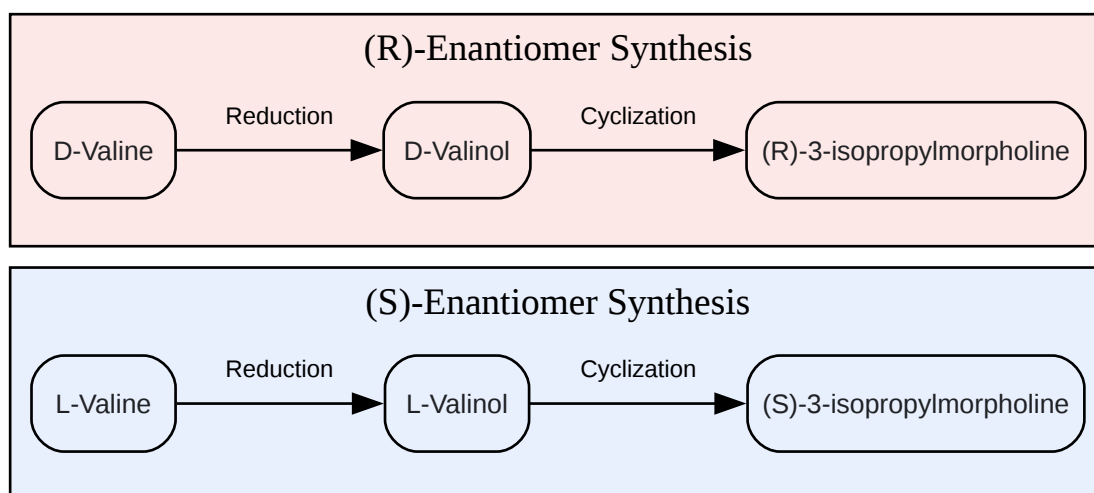 (R)-Enantiomer Synthesis
Reduction
Cyclization
D-Valine
D-Valinol
(R)-3-isopropylmorpholine
(S)-Enantiomer Synthesis
Reduction
Cyclization
L-Valine
L-Valinol
(S)-3-isopropylmorpholine